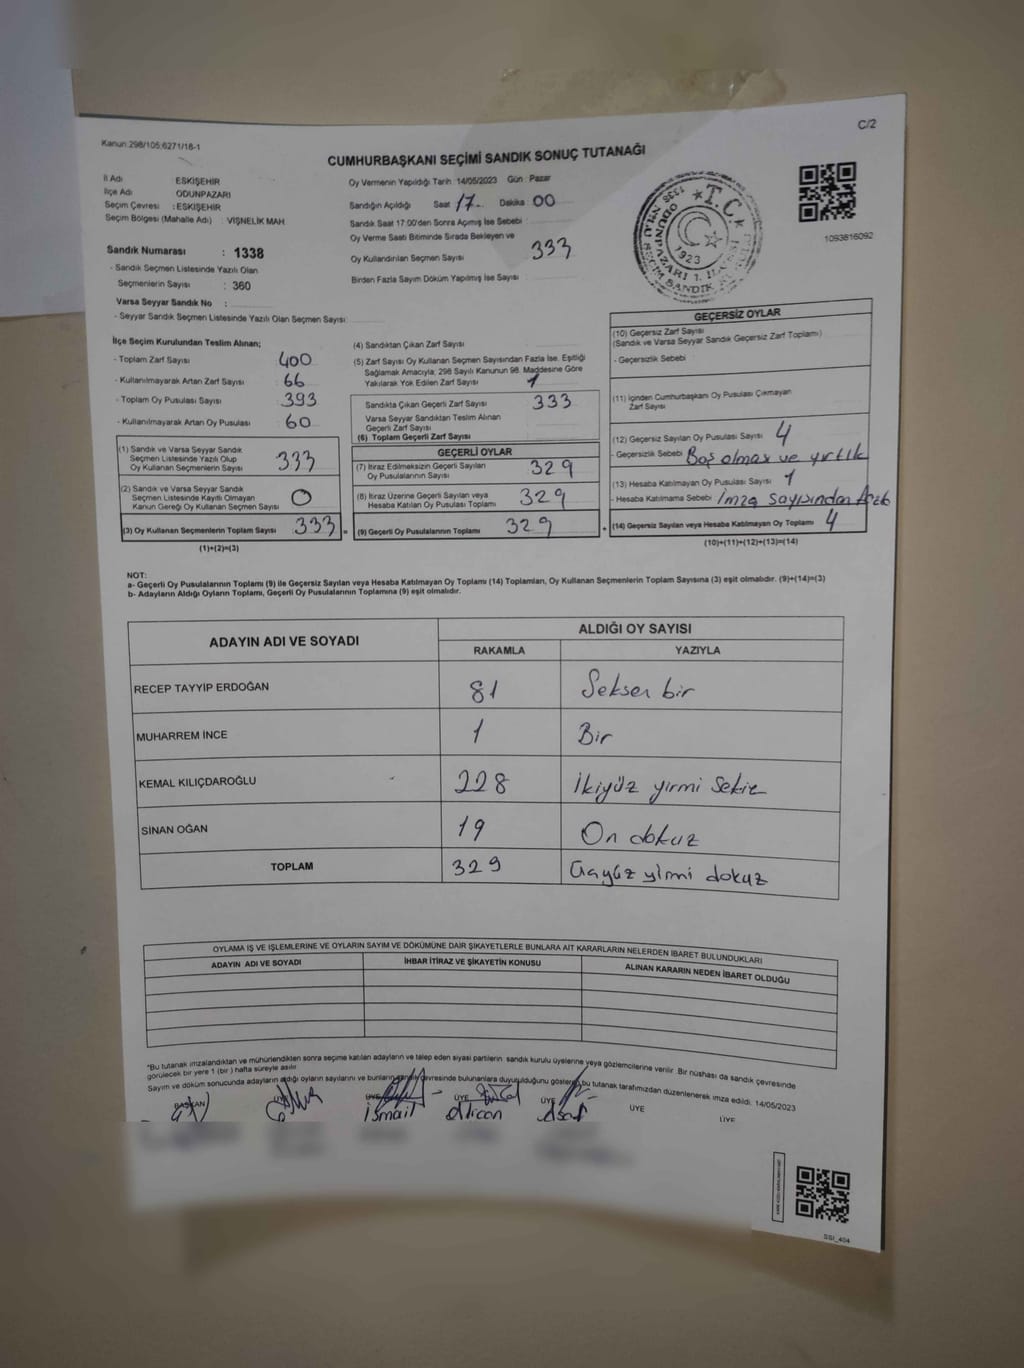 C/2
Kanun:298/105;6271/18-1
CUMHURBAŞKANI SEÇİMİ SANDIK SONUÇ TUTANAĞI
İl Adı : ESKİŞEHİR
İlçe Adı : ODUNPAZARI
Seçim Çevresi : ESKİŞEHİR
Seçim Bölgesi (Mahalle Adı) : VİŞNELİK MAH.
Sandık Numarası : 1338
- Sandık Seçmen Listesinde Yazılı Olan
Seçmenlerin Sayısı : 360
Varsa Seyyar Sandık No :
- Seyyar Sandık Seçmen Listesinde Yazılı Olan Seçmen Sayısı:
Oy Vermenin Yapıldığı Tarih :14/05/2023 Gün : Pazar
Sandığın Açıldığı Saat : 17 Dakika : 00
Sandık Saat 17:00'den Sonra Açımış İse Sebebi :
Oy Verme Saati Bitiminde Sırada Bekleyen ve
Oy Kullandırılan Seçmen Sayısı 333
Birden Fazla Sayım Döküm Yapılmış İse Sayısı :
T.C.
1923
1093816092
İlçe Seçim Kurulundan Teslim Alınan;
- Toplam Zarf Sayısı 400
- Kullanılmayarak Artan Zarf Sayısı 66
- Toplam Oy Pusulası Sayısı 393
- Kullanılmayarak Artan Oy Pusulası 60
(1) Sandık ve Varsa Seyyar Sandık
Seçmen Listesinde Yazılı Olup
Oy Kullanan Seçmenlerin Sayısı 333
(2) Sandık ve Varsa Seyyar Sandık
Seçmen Listesinde Kayıtlı Olmayan
Kanun Gereği Oy Kullanan Seçmenlerin Sayısı 0
(3) Oy Kullanan Seçmenlerin Toplam Sayısı 333 =
(1)+(2)=(3)
(4) Sandıktan Çıkan Zarf Sayısı
(5) Zarf Sayısı Oy Kullanan Seçmen Sayısından Fazla İse, Eşitliği
Sağlamak Amacıyla; 298 Sayılı Kanunun 98. Maddesine Göre
Yakılarak Yok Edilen Zarf Sayısı 1
Sandıkta Çıkan Geçerli Zarf Sayısı 333
Varsa Seyyar Sandıktan Teslim Alınan
Geçerli Zarf Sayısı
(6) Toplam Geçerli Zarf Sayısı
GEÇERLİ OYLAR
(7) İtiraz Edilmeksizin Geçerli Sayılan
Oy Pusulalarının Sayısı 329
(8) İtiraz Üzerine Geçerli Sayılan veya
Hesaba Katılan Oy Pusulası Toplamı 329
(9) Geçerli Oy Pusulalarının Toplamı 329 +
GEÇERSİZ OYLAR
(10) Geçersiz Zarf Sayısı
(Sandık ve Varsa Seyyar Sandık Geçersiz Zarf Toplamı)
- Geçersizlik Sebebi
(11) İçinden Cumhurbaşkanı Oy Pusulası Çıkmayan
Zarf Sayısı
(12) Geçersiz Sayılan Oy Pusulası Sayısı 4
- Geçersizlik Sebebi Boş olması ve yırtık
(13) Hesaba Katılmayan Oy Pusulası Sayısı 1
- Hesaba Katılmama Sebebi İmza sayısından
(14) Geçersiz Sayılan veya Hesaba Katılmayan Oy Toplamı 4
(10)+(11)+(12)+(13)=(14)
NOT:
a- Geçerli Oy Pusulalarının Toplamı (9) ile Geçersiz Sayılan veya Hesaba Katılmayan Oy Toplamı (14) Toplamları, Oy Kullanan Seçmenlerin Toplam Sayısına (3) eşit olmalıdır. (9)+(14)=(3)
b- Adayların Aldığı Oyların Toplamı, Geçerli Oy Pusulalarının Toplamına (9) eşit olmalıdır.
ADAYIN ADI VE SOYADI ALDIĞI OY SAYISI
RAKAMLA YAZIYLA
RECEP TAYYİP ERDOĞAN 81 Seksen bir
MUHARREM İNCE 1 Bir
KEMAL KILIÇDAROĞLU 228 İkiyüz yirmi sekiz
SİNAN OĞAN 19 On dokuz
TOPLAM 329 yirmi dokuz
OYLAMA İŞ VE İŞLEMLERİNE VE OYLARIN SAYIM VE DÖKÜMÜNE DAİR ŞİKAYETLERLE BUNLARA AİT KARARLARIN NELERDEN İBARET BULUNDUKLARI
ADAYIN ADI VE SOYADI İHBAR İTİRAZ VE ŞİKAYETİN KONUSU ALINAN KARARIN NEDEN İBARET OLDUĞU
*Bu tutanak imzalandıktan ve mühürlendikten sonra seçime katılan adayların ve talep eden siyasi partilerin sandık kurulu üyelerine veya gözlemcilerine verilir. Bir nüshası da sandık çevresinde
görülecek bir yere 1 (bir ) hafta süreyle asılır.
Sayım ve döküm sonucunda adayların aldığı oyların sayılarını ve bunların sandık çevresinde bulunanlara duyurulduğunu gösteren bu tutanak tarafımızdan düzenlenerek imza edildi. 14/05/2023
BAŞKAN ÜYE ÜYE ÜYE ÜYE ÜYE ÜYE
İsmail
SSI_404